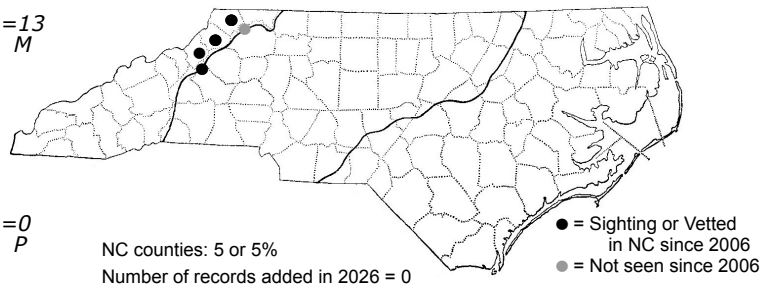 =13
M
=0
P
NC counties: 5 or 5%
Number of records added in 2026 = 0
= Sighting or Vetted
in NC since 2006
= Not seen since 2006